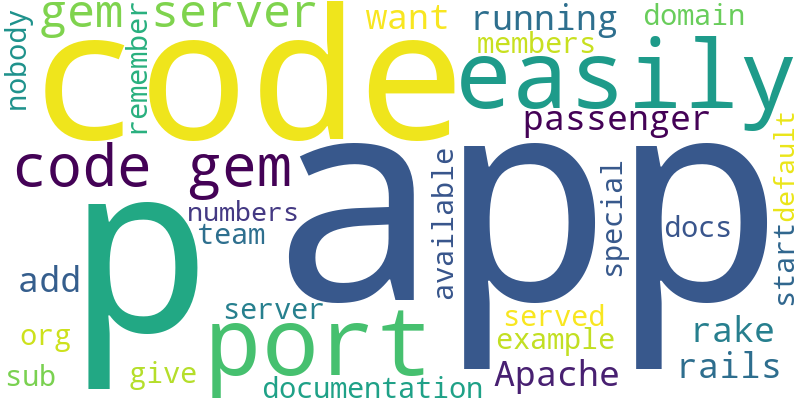 nobody
gem server
remember
want
running
domain
members
code
easily
passenger
code gem
numbers
team
p
app
available
special
docs
default
start
add
server
port
served
example
org
rake
rails
sub
give
documentation
Apache